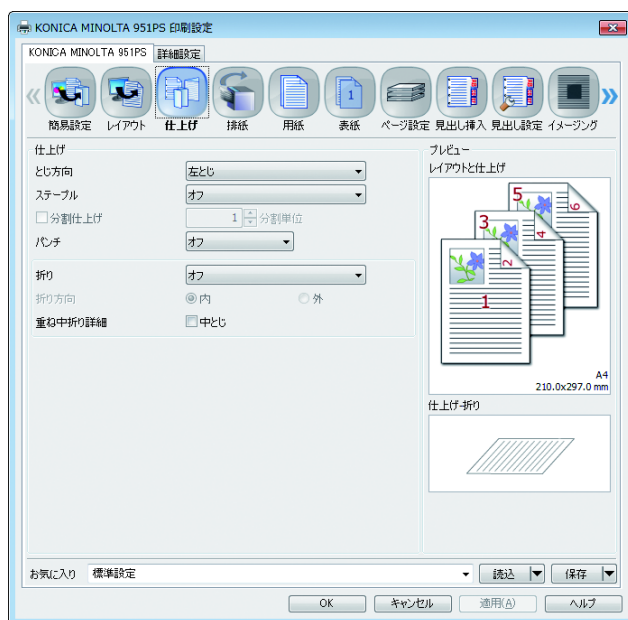 KONICA MINOLTA 951PS 印刷設定
KONICA MINOLTA 951PS 詳細設定
簡易設定 レイアウト 仕上げ 排紙 用紙 表紙 ページ設定 見出し挿入 見出し設定 イメージング
仕上げ
とじ方向 左とじ
ステープル オフ
分割仕上げ 1 分割単位
パンチ オフ
折り オフ
折り方向 内 外
重ね中折り詳細 中とじ
プレビュー
レイアウトと仕上げ
5 6
3 4
1 2
A4
210.0x297.0 mm
仕上げ-折り
お気に入り 標準設定 読込 保存
OK キャンセル 適用(A) ヘルプ